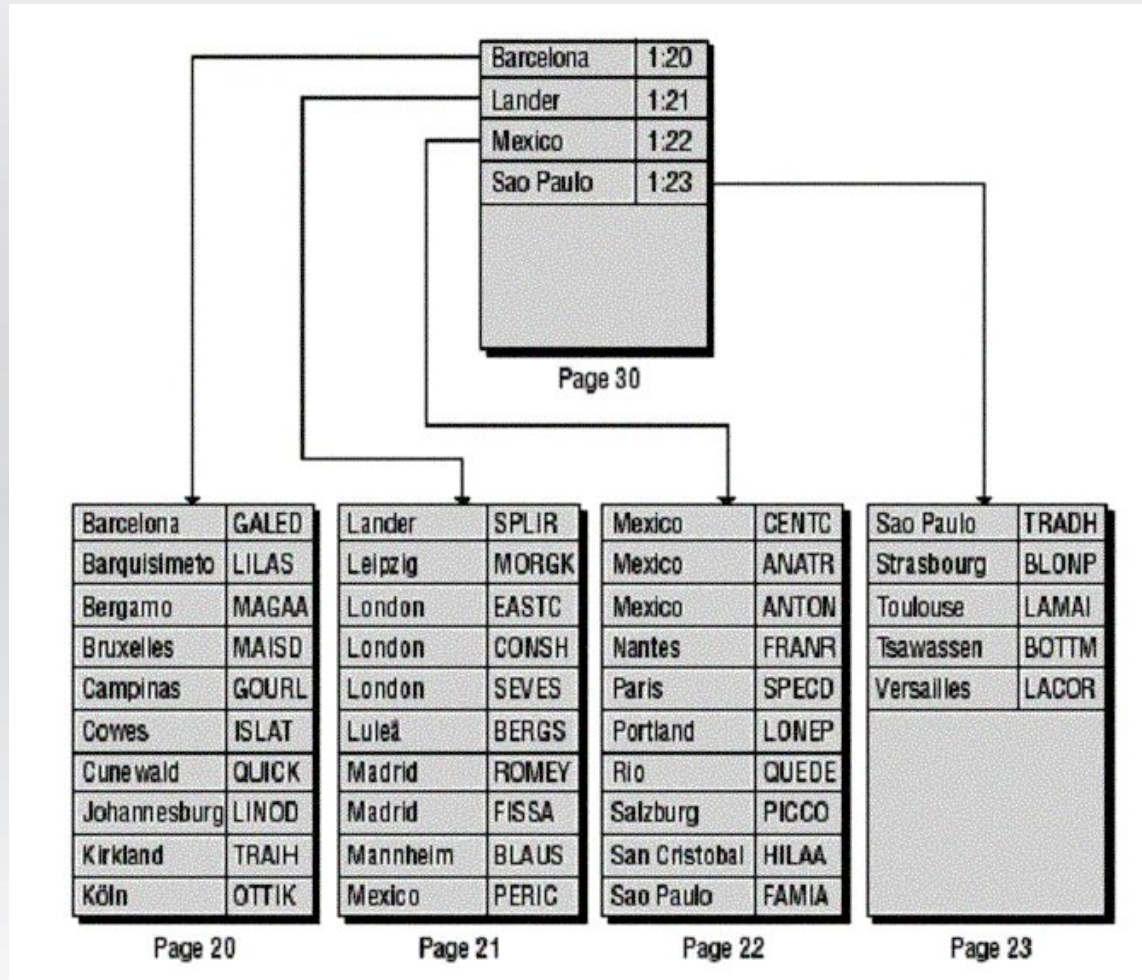 Barcelona 1:20
Lander 1:21
Mexico 1:22
Sao Paulo 1:23
Page 30
Barcelona GALED
Barquisimeto LILAS
Bergamo MAGAA
Bruxelles MAISD
Campinas GOURL
Cowes ISLAT
Cunewald QUICK
Johannesburg LINOD
Kirkland TRAIH
Köln OTTIK
Page 20
Lander SPLIR
Leipzig MORGK
London EASTC
London CONSH
London SEVES
Luleå BERGS
Madrid ROMEY
Madrid FISSA
Mannheim BLAUS
Mexico PERIC
Page 21
Mexico CENTC
Mexico ANATR
Mexico ANTON
Nantes FRANR
Paris SPECD
Portland LONEP
Rio QUEDE
Salzburg PICCO
San Cristobal HILAA
Sao Paulo FAMIA
Page 22
Sao Paulo TRADH
Strasbourg BLONP
Toulouse LAMAI
Tsawassen BOTTM
Versailles LACOR
Page 23